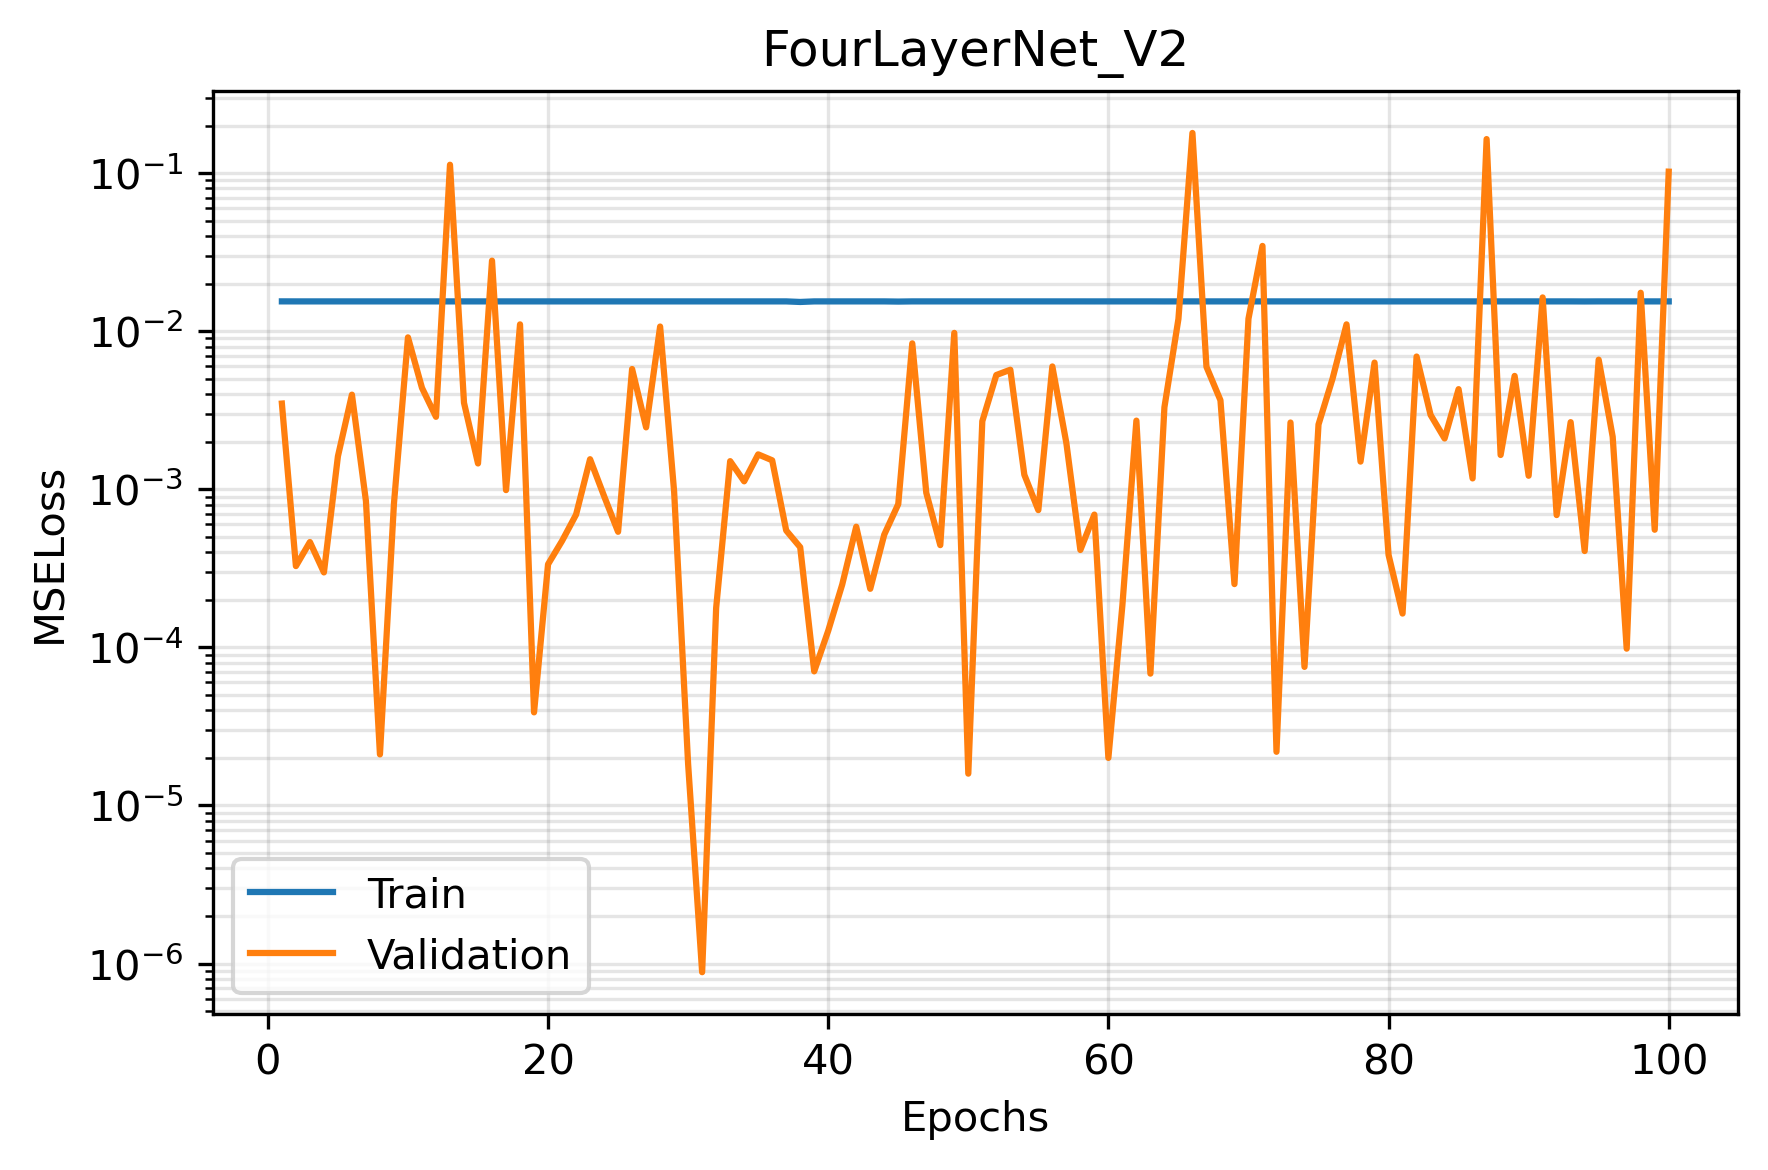 FourLayerNet_V2
MSELoss
10⁻¹
10⁻²
10⁻³
10⁻⁴
10⁻⁵
10⁻⁶
Train
Validation
0 20 40 60 80 100
Epochs